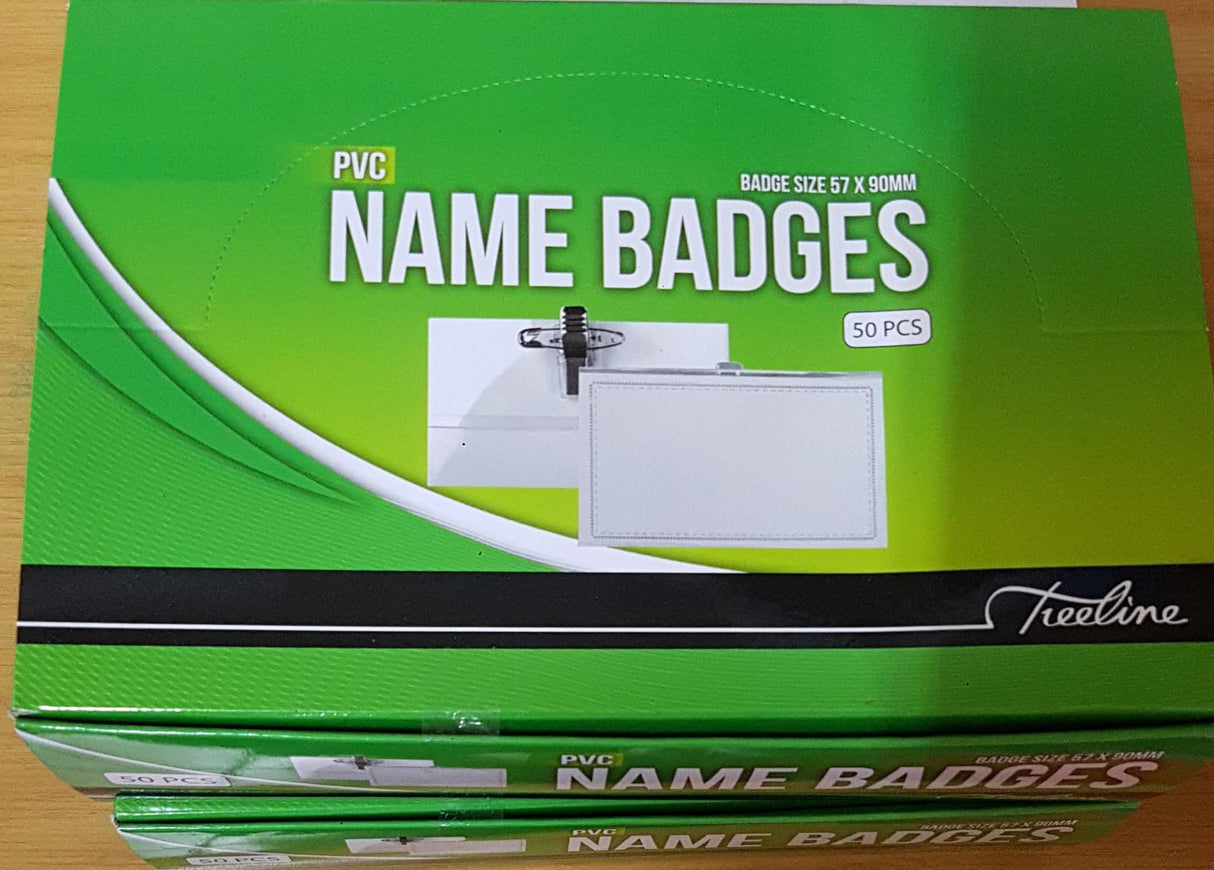 PVC
BADGE SIZE 57 X 90MM
NAME BADGES
50 PCS
Treeline
PVC
BADGE SIZE 57 X 90MM
50 PCS
NAME BADGES
PVC
BADGE SIZE 57 X 90MM
50 PCS
NAME BADGES